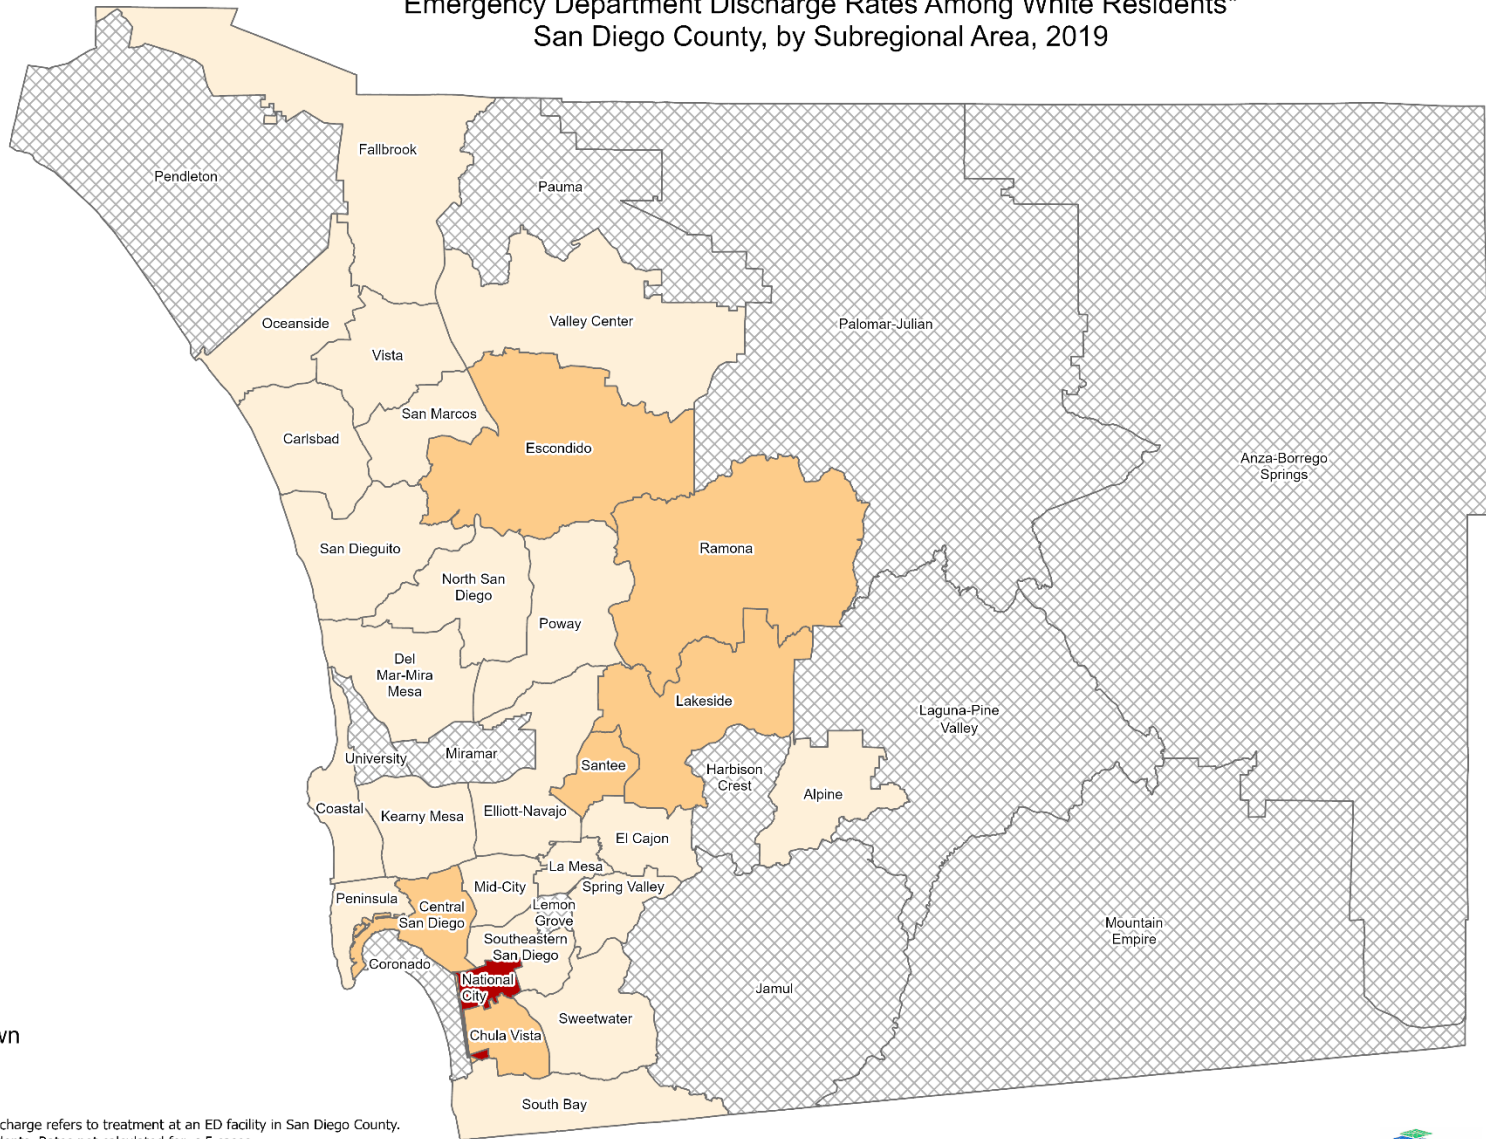 Emergency Department Discharge Rates Among White Residents*
San Diego County, by Subregional Area, 2019
Fallbrook
Pendleton
Pauma
Oceanside
Valley Center
Palomar-Julian
Vista
San Marcos
Carlsbad
Escondido
Anza-Borrego
Springs
San Dieguito
Ramona
North San
Diego
Poway
Del
Mar-Mira
Mesa
Lakeside
Laguna-Pine
Valley
University
Miramar
Santee
Harbison
Crest
Alpine
Coastal
Kearny Mesa
Elliott-Navajo
El Cajon
La Mesa
Mid-City
Spring Valley
Peninsula
Central
San Diego
Lemon
Grove
Mountain
Empire
Southeastern
San Diego
Coronado
National
City
Jamul
Sweetwater
Chula Vista
wn
South Bay
charge refers to treatment at an ED facility in San Diego County.